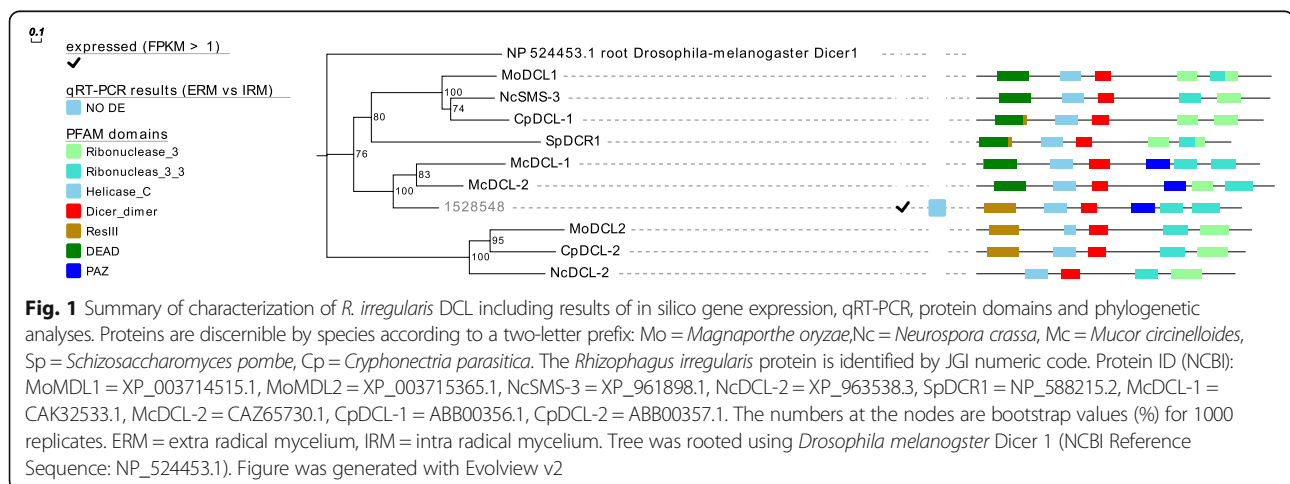 0.1
expressed (FPKM > 1)
qRT-PCR results (ERM vs IRM)
NO DE
PFAM domains
Ribonuclease_3
Ribonucleas_3_3
Helicase_C
Dicer_dimer
ResIII
DEAD
PAZ
NP 524453.1 root Drosophila-melanogaster Dicer1
MoDCL1
100
NcSMS-3
74
CpDCL-1
80
SpDCR1
76
McDCL-1
83
McDCL-2
100
1528548
MoDCL2
95
CpDCL-2
100
NcDCL-2
Fig. 1 Summary of characterization of R. irregularis DCL including results of in silico gene expression, qRT-PCR, protein domains and phylogenetic
analyses. Proteins are discernible by species according to a two-letter prefix: Mo = Magnaporthe oryzae,Nc = Neurospora crassa, Mc = Mucor circinelloides,
Sp = Schizosaccharomyces pombe, Cp = Cryphonectria parasitica. The Rhizophagus irregularis protein is identified by JGI numeric code. Protein ID (NCBI):
MoMDL1 = XP_003714515.1, MoMDL2 = XP_003715365.1, NcSMS-3 = XP_961898.1, NcDCL-2 = XP_963538.3, SpDCR1 = NP_588215.2, McDCL-1 =
CAK32533.1, McDCL-2 = CAZ65730.1, CpDCL-1 = ABB00356.1, CpDCL-2 = ABB00357.1. The numbers at the nodes are bootstrap values (%) for 1000
replicates. ERM = extra radical mycelium, IRM = intra radical mycelium. Tree was rooted using Drosophila melanogster Dicer 1 (NCBI Reference
Sequence: NP_524453.1). Figure was generated with Evolview v2